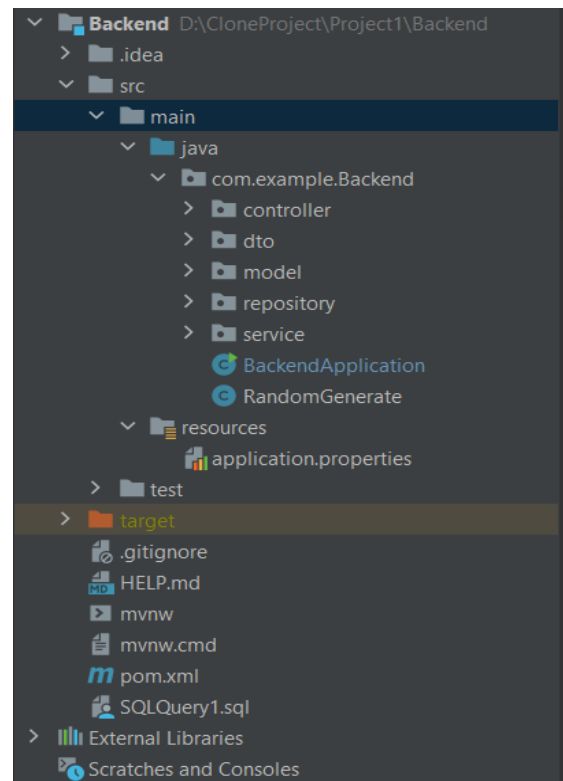 Backend D:\CloneProject\Project1\Backend
.idea
src
main
java
com.example.Backend
controller
dto
model
repository
service
C BackendApplication
C RandomGenerate
resources
application.properties
test
target
.gitignore
MD HELP.md
mvnw
mvnw.cmd
m pom.xml
SQLQuery1.sql
External Libraries
Scratches and Consoles